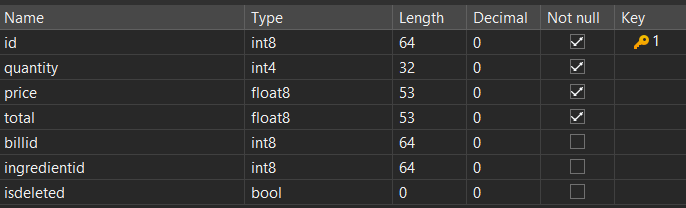 Name Type Length Decimal Not null Key
id int8 64 0 1
quantity int4 32 0
price float8 53 0
total float8 53 0
billid int8 64 0
ingredientid int8 64 0
isdeleted bool 0 0